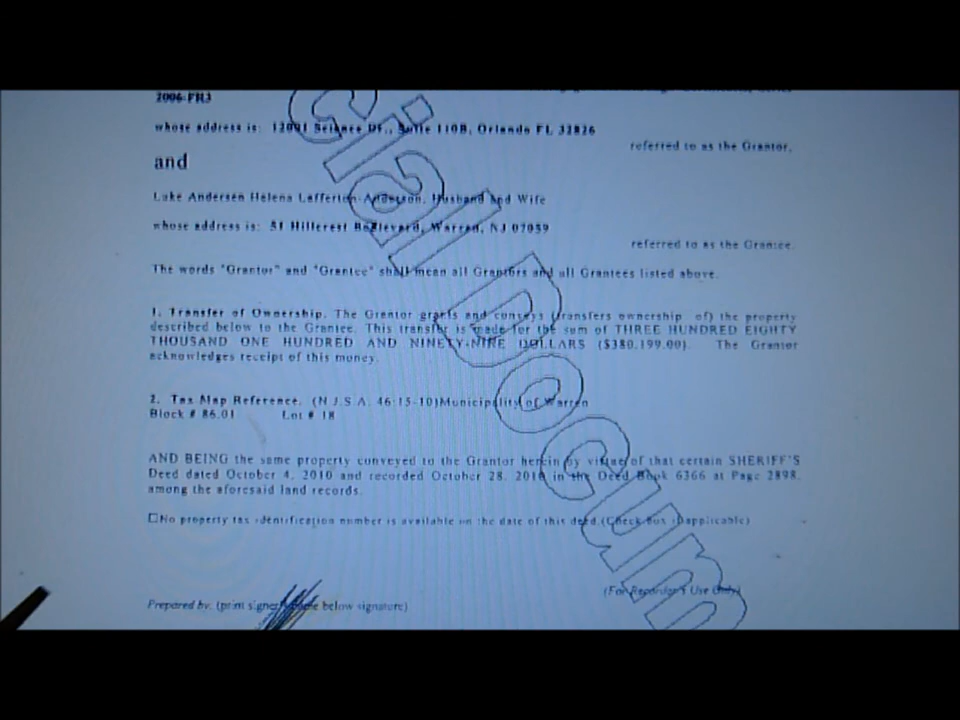 2006-FH3
whose address is: 12001 Science Dr., Suite 110B, Orlando FL 32826
referred to as the Grantor,
and
Luke Andersen Helena Lafferton-Anderson, Husband and Wife
whose address is: 51 Hillcrest Boulevard, Warren, NJ 07059
referred to as the Grantee.
The words "Grantor" and "Grantee" shall mean all Grantors and all Grantees listed above.
1. Transfer of Ownership. The Grantor grants and conveys (transfers ownership of) the property
described below to the Grantee. This transfer is made for the sum of THREE HUNDRED EIGHTY
THOUSAND ONE HUNDRED AND NINETY-NINE DOLLARS ($380,199.00). The Grantor
acknowledges receipt of this money.
2. Tax Map Reference. (N.J.S.A. 46:15-10)Municipality of Warren
Block # 86.01 Lot # 18
AND BEING the same property conveyed to the Grantor herein by virtue of that certain SHERIFF'S
Deed dated October 4, 2010 and recorded October 28, 2010 in the Deed Book 6366 at Page 2898,
among the aforesaid land records.
☐No property tax identification number is available on the date of this deed.(Check box if applicable)
(For Recorder's Use Only)
Prepared by: (print signer's name below signature)
cial Docum